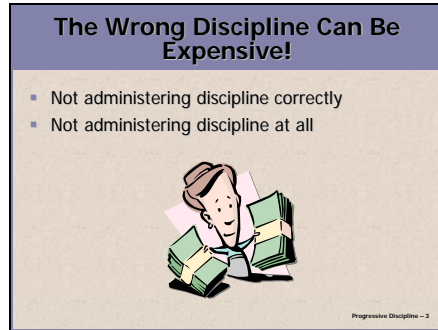 The Wrong Discipline Can Be
Expensive!
▪ Not administering discipline correctly
▪ Not administering discipline at all
Progressive Discipline – 3